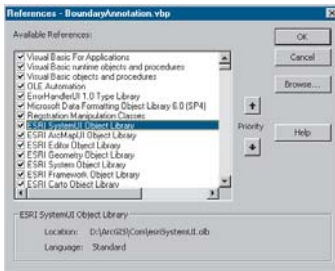 References - BoundaryAnnotation.vbp
Available References:
OK
Cancel
Browse...
Help
Priority
Visual Basic For Applications
Visual Basic runtime objects and procedures
Visual Basic objects and procedures
OLE Automation
ErrorHandlerUI 1.0 Type Library
Microsoft Data Formatting Object Library 6.0 (SP4)
Registration Manipulation Classes
ESRI SystemUI Object Library
ESRI ArcMapUI Object Library
ESRI Editor Object Library
ESRI Geometry Object Library
ESRI System Object Library
ESRI Framework Object Library
ESRI Carto Object Library
ESRI SystemUI Object Library
Location: D:\ArcGIS\Com\esriSystemUI.olb
Language: Standard